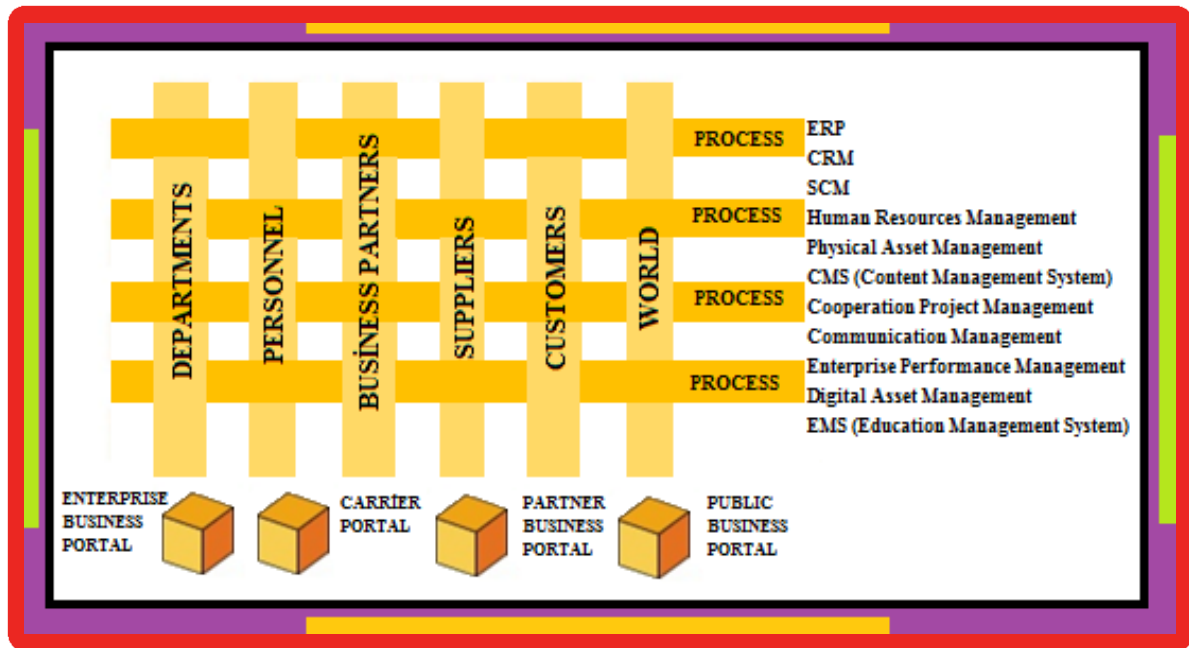 DEPARTMENTS
PERSONNEL
BUSİNESS PARTNERS
SUPPLIERS
CUSTOMERS
WORLD
PROCESS
PROCESS
PROCESS
PROCESS
ERP
CRM
SCM
Human Resources Management
Physical Asset Management
CMS (Content Management System)
Cooperation Project Management
Communication Management
Enterprise Performance Management
Digital Asset Management
EMS (Education Management System)
ENTERPRISE
BUSINESS
PORTAL
CARRİER
PORTAL
PARTNER
BUSINESS
PORTAL
PUBLIC
BUSINESS
PORTAL